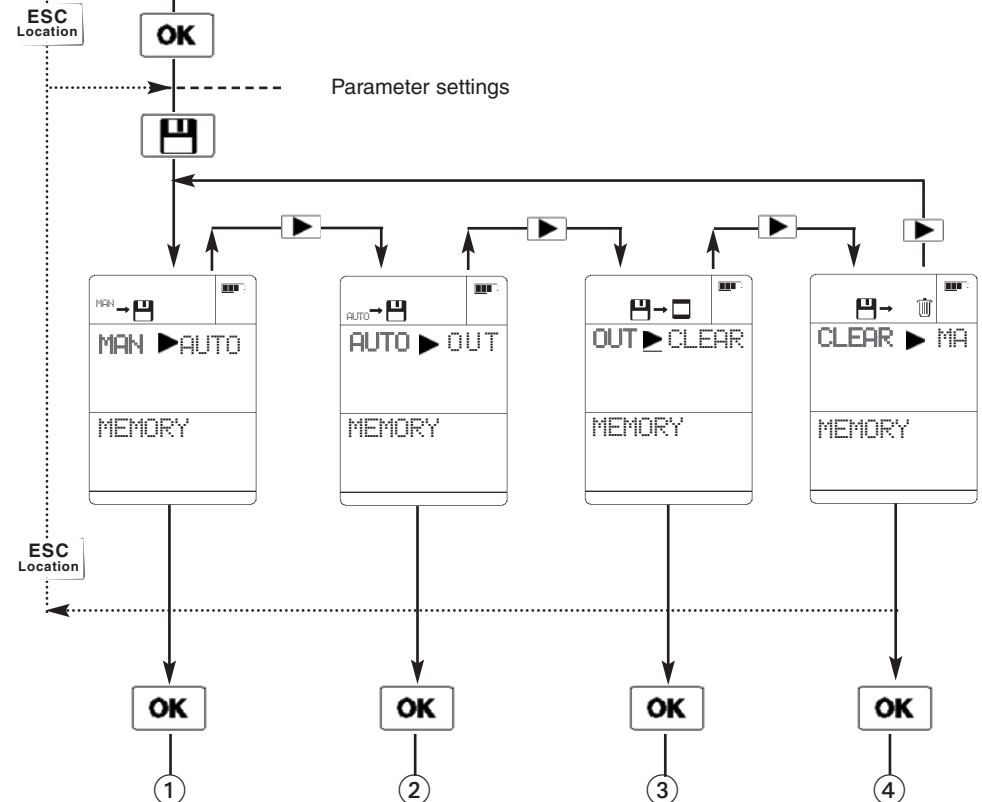 ESC
Location
OK
Parameter settings
MAN
MAN ▶AUTO
MEMORY
AUTO
AUTO ▶ OUT
MEMORY
OUT ▶ CLEAR
MEMORY
CLEAR ▶ MA
MEMORY
ESC
Location
OK
OK
OK
OK
1
2
3
4